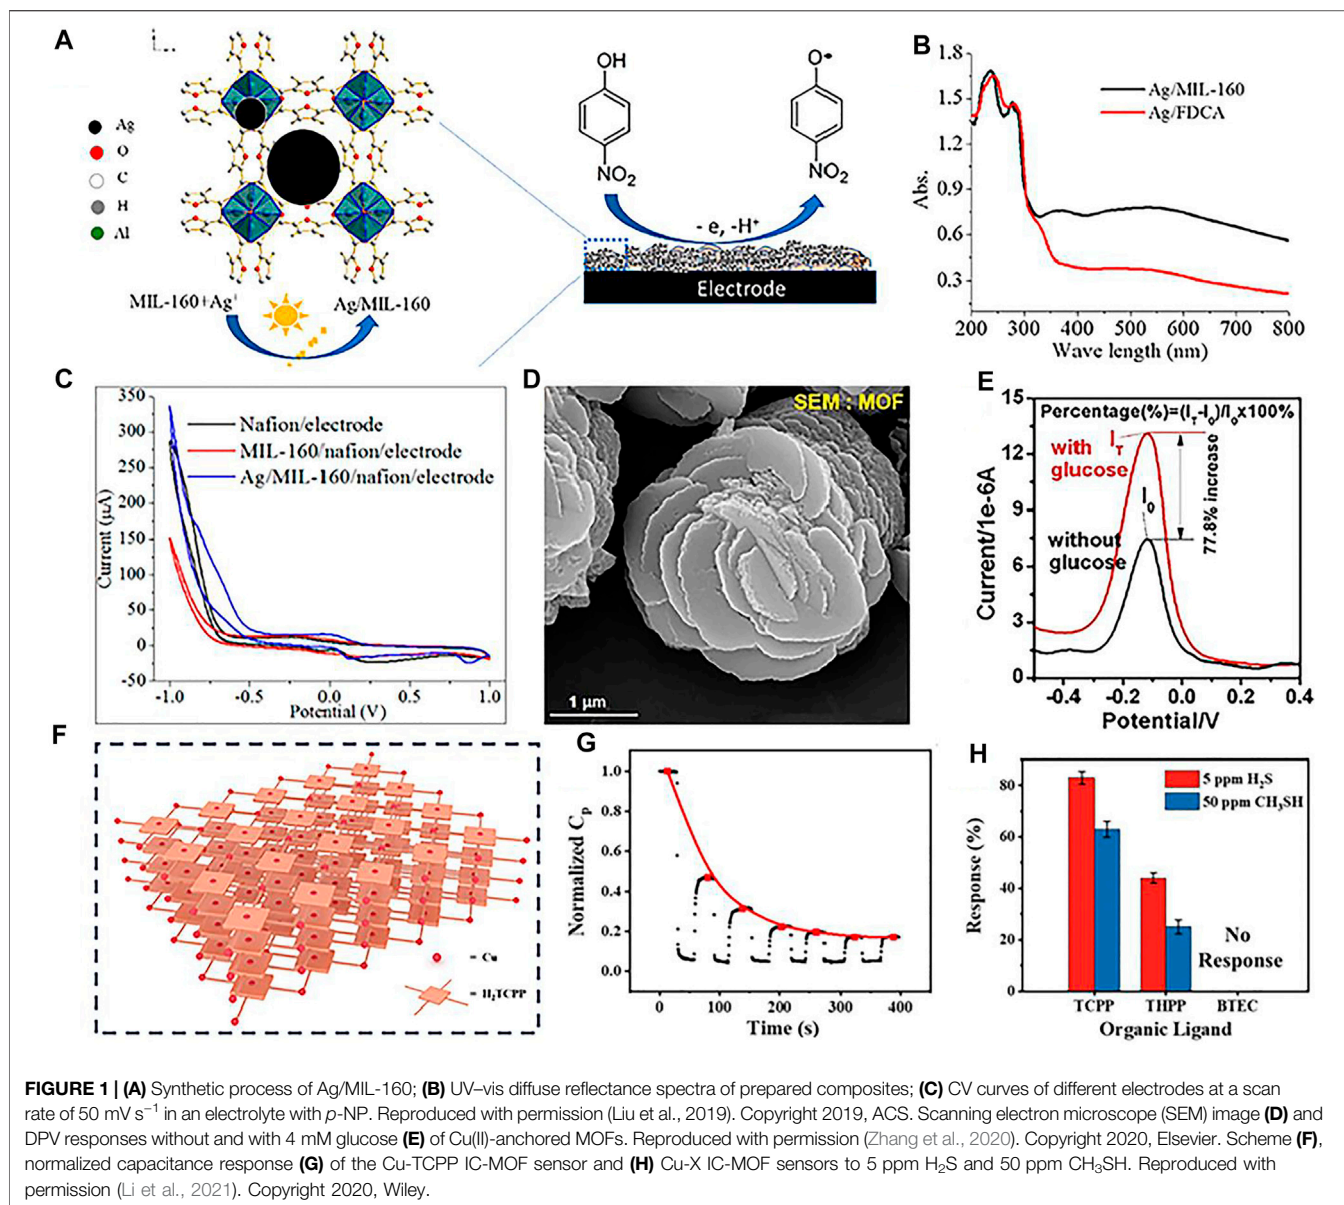 A
Ag
O
C
H
Al
MIL-160+Ag⁺
Ag/MIL-160
OH
NO₂
O•
NO₂
- e, -H⁺
Electrode
B
1.8
1.5
1.2
0.9
0.6
0.3
Abs.
Ag/MIL-160
Ag/FDCA
200 300 400 500 600 700 800
Wave length (nm)
C
350
300
250
200
150
100
50
0
-50
Current (μA)
Nafion/electrode
MIL-160/nafion/electrode
Ag/MIL-160/nafion/electrode
-1.0 -0.5 0.0 0.5 1.0
Potential (V)
D
SEM : MOF
1 μm
E
15
12
9
6
3
0
Current/1e-6A
Percentage(%)=(I_T-I_0)/I_0x100%
with
glucose
I_T
I_0
without
glucose
77.8% increase
-0.4 -0.2 0.0 0.2 0.4
Potential/V
F
= Cu
= H₂TCPP
G
1.0
0.8
0.6
0.4
0.2
0.0
Normalized C_P
0 100 200 300 400
Time (s)
H
80
60
40
20
0
Response (%)
5 ppm H₂S
50 ppm CH₃SH
No
Response
TCPP THPP BTEC
Organic Ligand
FIGURE 1 | (A) Synthetic process of Ag/MIL-160; (B) UV–vis diffuse reflectance spectra of prepared composites; (C) CV curves of different electrodes at a scan
rate of 50 mV s⁻¹ in an electrolyte with p-NP. Reproduced with permission (Liu et al., 2019). Copyright 2019, ACS. Scanning electron microscope (SEM) image (D) and
DPV responses without and with 4 mM glucose (E) of Cu(II)-anchored MOFs. Reproduced with permission (Zhang et al., 2020). Copyright 2020, Elsevier. Scheme (F),
normalized capacitance response (G) of the Cu-TCPP IC-MOF sensor and (H) Cu-X IC-MOF sensors to 5 ppm H₂S and 50 ppm CH₃SH. Reproduced with
permission (Li et al., 2021). Copyright 2020, Wiley.